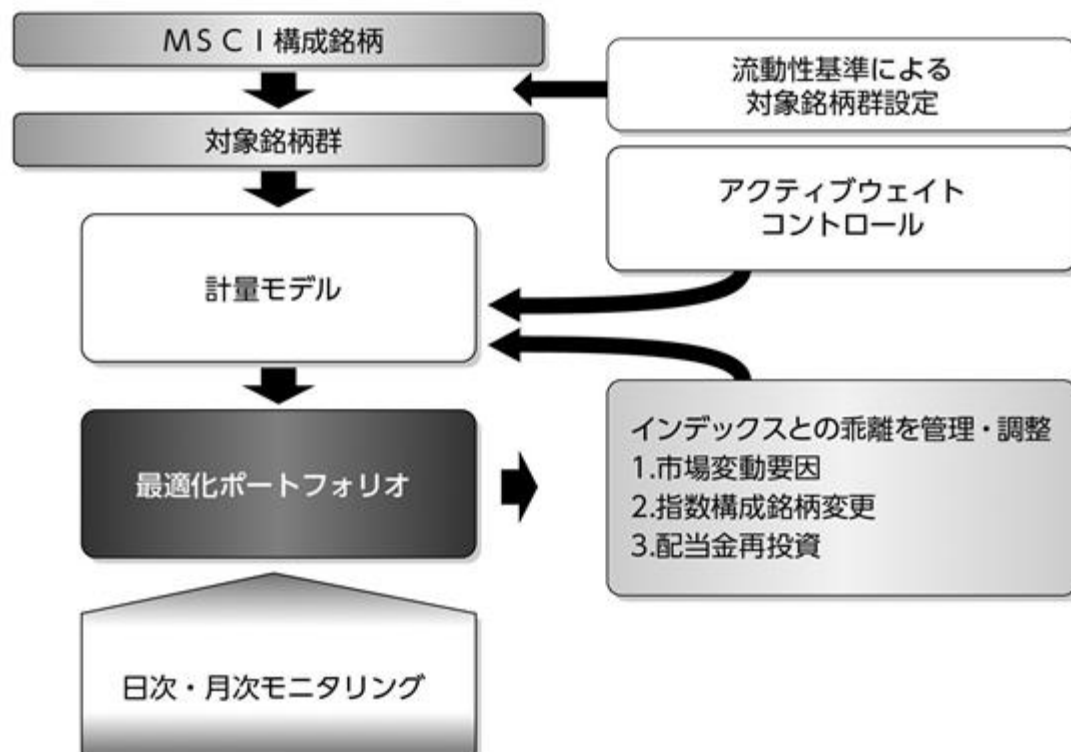 MSCI構成銘柄
流動性基準による
対象銘柄群設定
対象銘柄群
アクティブウェイト
コントロール
計量モデル
最適化ポートフォリオ
インデックスとの乖離を管理・調整
1.市場変動要因
2.指数構成銘柄変更
3.配当金再投資
日次・月次モニタリング